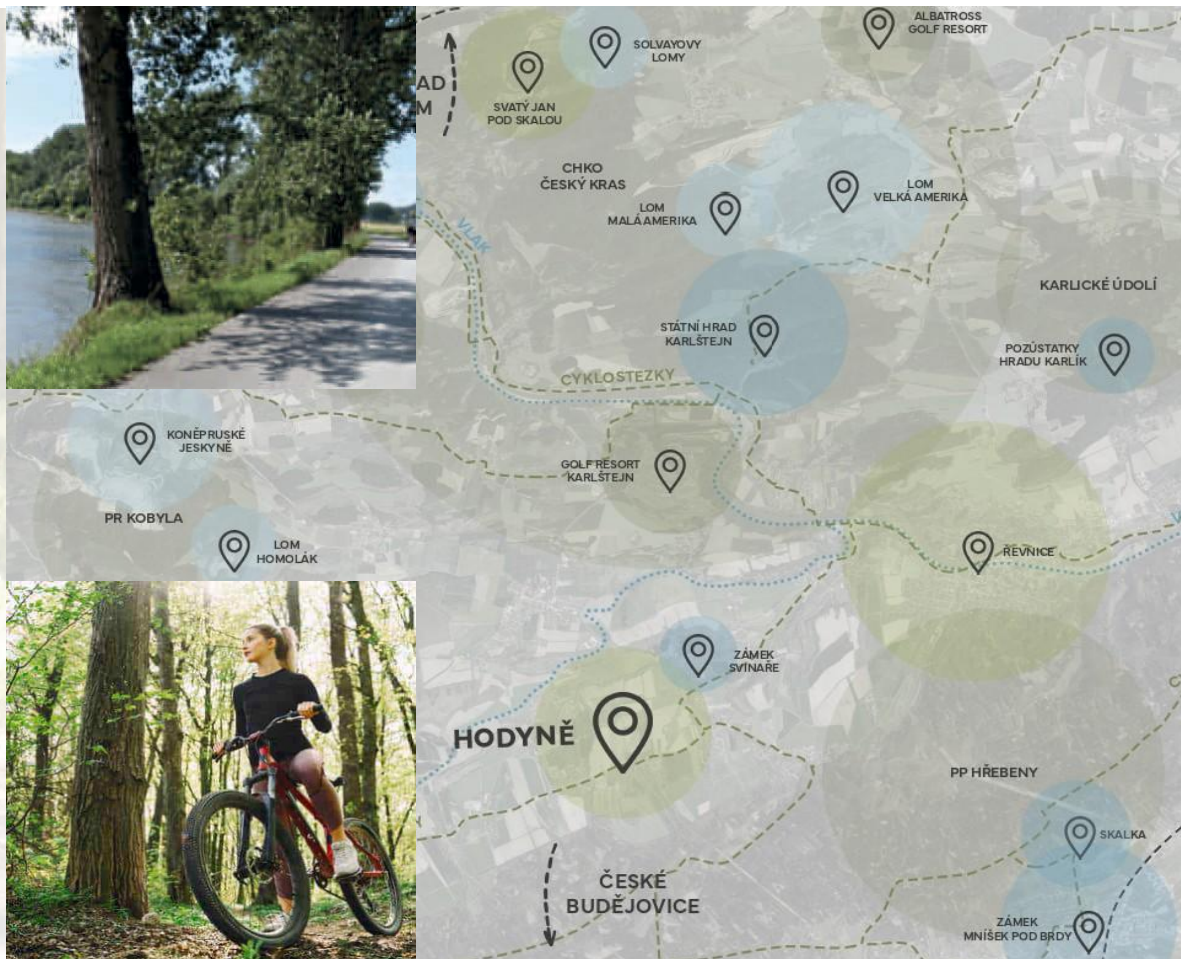 ALBATROSS
GOLF RESORT
SOLVAYOVY
LOMY
SVATÝ JAN
POD SKALOU
CHKO
ČESKÝ KRAS
LOM
VELKÁ AMERIKA
LOM
MALÁ AMERIKA
VLAK
KARLICKÉ ÚDOLÍ
STÁTNÍ HRAD
KARLŠTEJN
POZŮSTATKY
HRADU KARLÍK
CYKLOSTEZKY
KONĚPRUSKÉ
JESKYNĚ
GOLF RESORT
KARLŠTEJN
PR KOBYLA
LOM
HOMOLÁK
ŘEVNICE
ZÁMEK
SVINAŘE
HODYNĚ
PP HŘEBENY
SKALKA
ČESKÉ
BUDĚJOVICE
ZÁMEK
MNÍŠEK POD BRDY